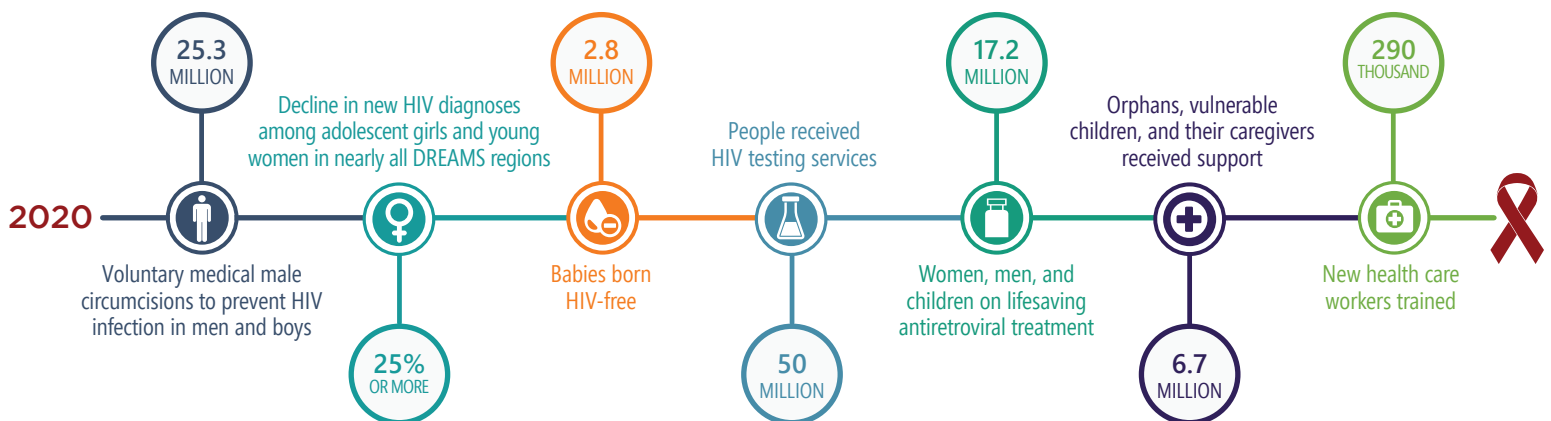 2020
25.3
MILLION
Voluntary medical male
circumcisions to prevent HIV
infection in men and boys
Decline in new HIV diagnoses
among adolescent girls and young
women in nearly all DREAMS regions
25%
OR MORE
2.8
MILLION
Babies born
HIV-free
People received
HIV testing services
50
MILLION
17.2
MILLION
Women, men, and
children on lifesaving
antiretroviral treatment
Orphans, vulnerable
children, and their caregivers
received support
6.7
MILLION
290
THOUSAND
New health care
workers trained